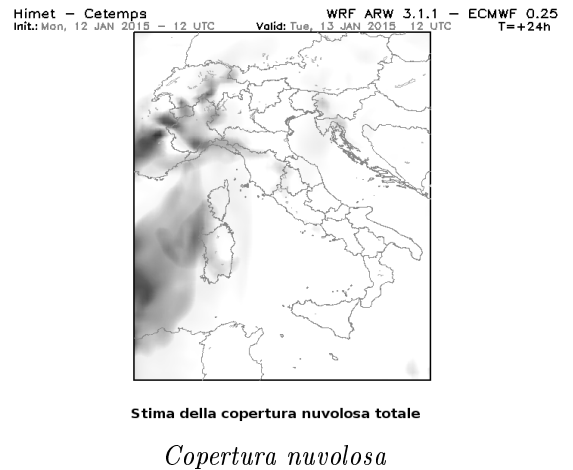 Himet – Cetemps WRF ARW 3.1.1 – ECMWF 0.25
Init.: Mon, 12 JAN 2015 – 12 UTC Valid: Tue, 13 JAN 2015 12 UTC T=+24h
Stima della copertura nuvolosa totale
Copertura nuvolosa